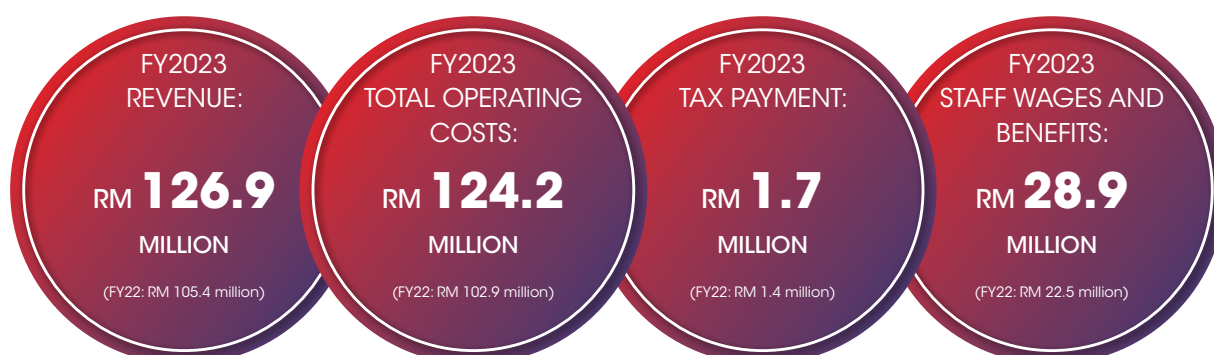 FY2023
REVENUE:
RM 126.9
MILLION
(FY22: RM 105.4 million)
FY2023
TOTAL OPERATING
COSTS:
RM 124.2
MILLION
(FY22: RM 102.9 million)
FY2023
TAX PAYMENT:
RM 1.7
MILLION
(FY22: RM 1.4 million)
FY2023
STAFF WAGES AND
BENEFITS:
RM 28.9
MILLION
(FY22: RM 22.5 million)